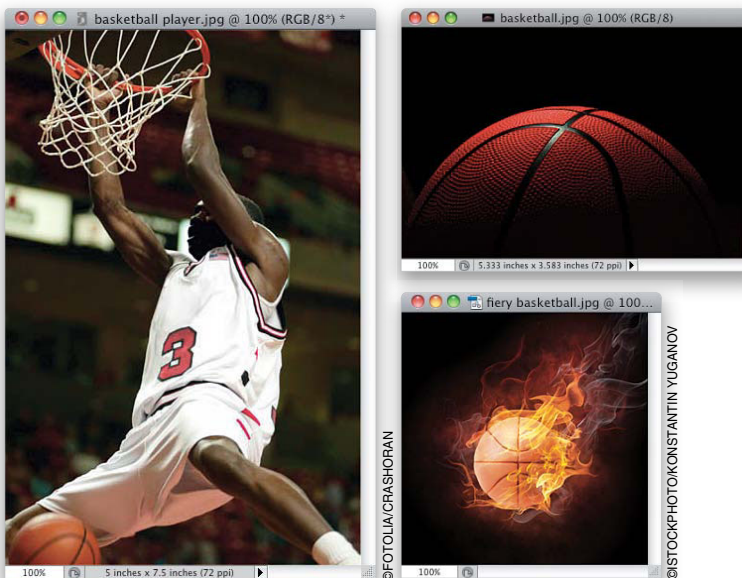 basketball player.jpg @ 100% (RGB/8*) *
3
100%
5 inches x 7.5 inches (72 ppi)
©FOTOLIA/CRASHORAN
basketball.jpg @ 100% (RGB/8)
100%
5.333 inches x 3.583 inches (72 ppi)
fiery basketball.jpg @ 100...
100%
©ISTOCKPHOTO/KONSTANTIN YUGANOV